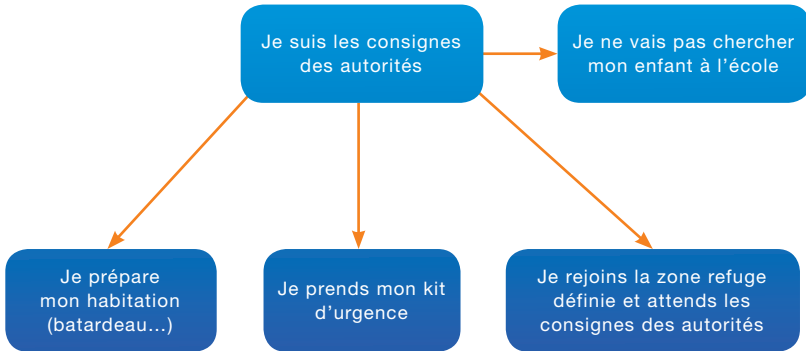 Je suis les consignes
des autorités
Je ne vais pas chercher
mon enfant à l’école
Je prépare
mon habitation
(batardeau...)
Je prends mon kit
d’urgence
Je rejoins la zone refuge
définie et attends les
consignes des autorités